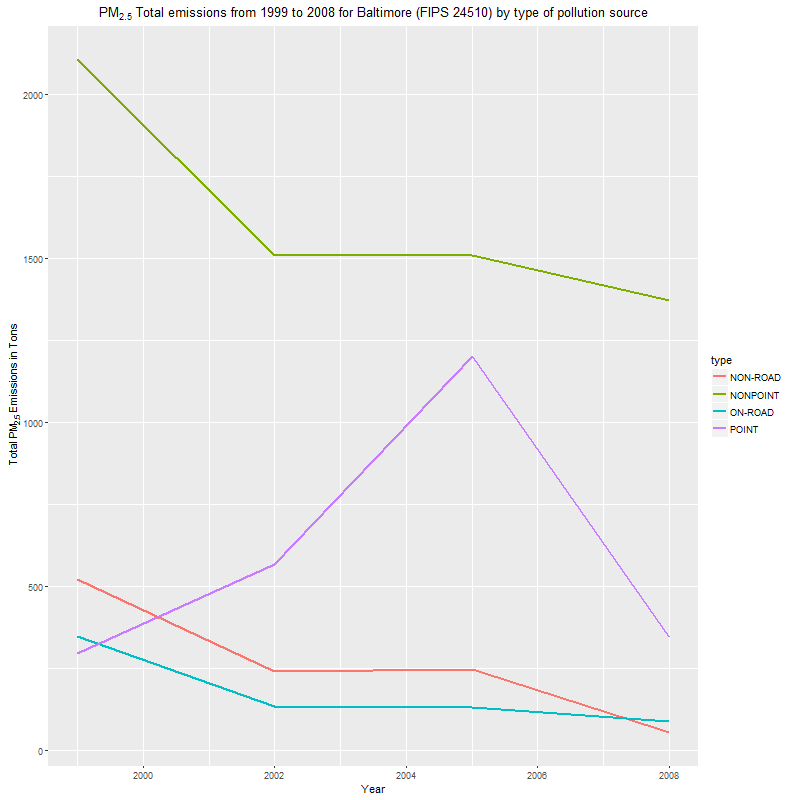 PM2.5 Total emissions from 1999 to 2008 for Baltimore (FIPS 24510) by type of pollution source
Total PM25 Emissions in Tons
2000
1500
1000
500
0
2000
2002
2004
2006
2008
Year
type
NON-ROAD
NONPOINT
ON-ROAD
POINT